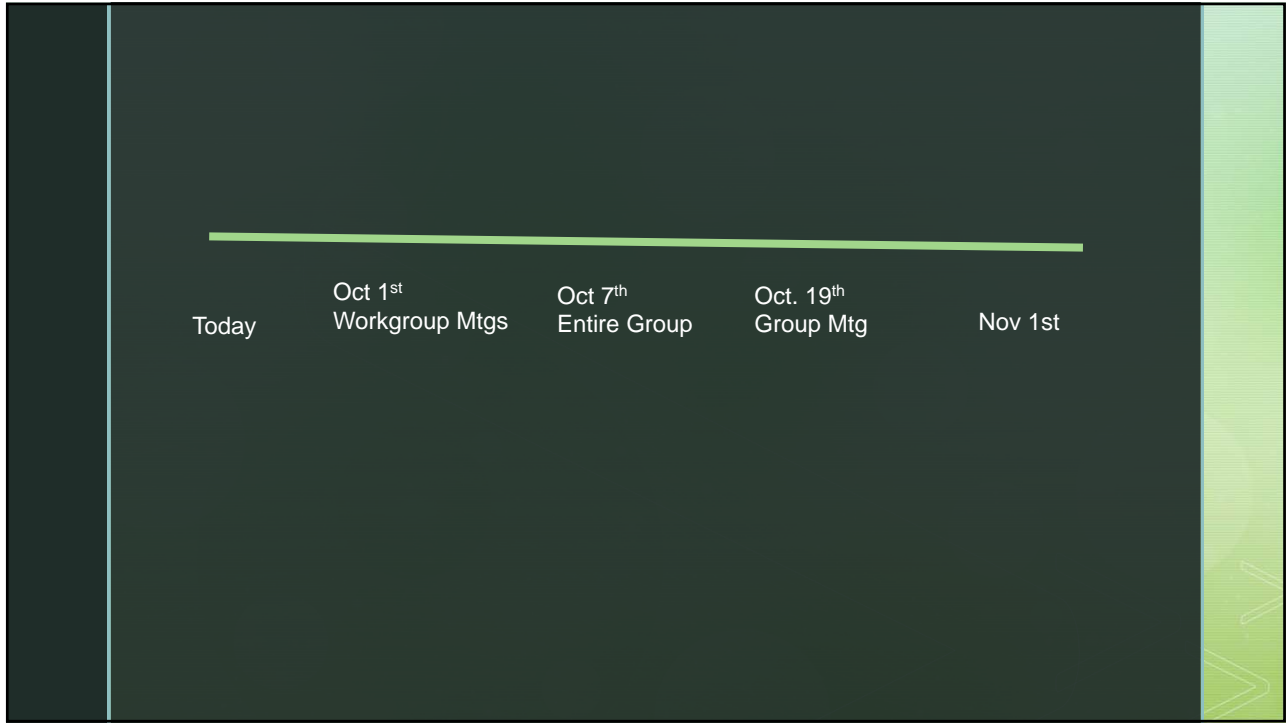 Today
Oct 1st
Workgroup Mtgs
Oct 7th
Entire Group
Oct. 19th
Group Mtg
Nov 1st